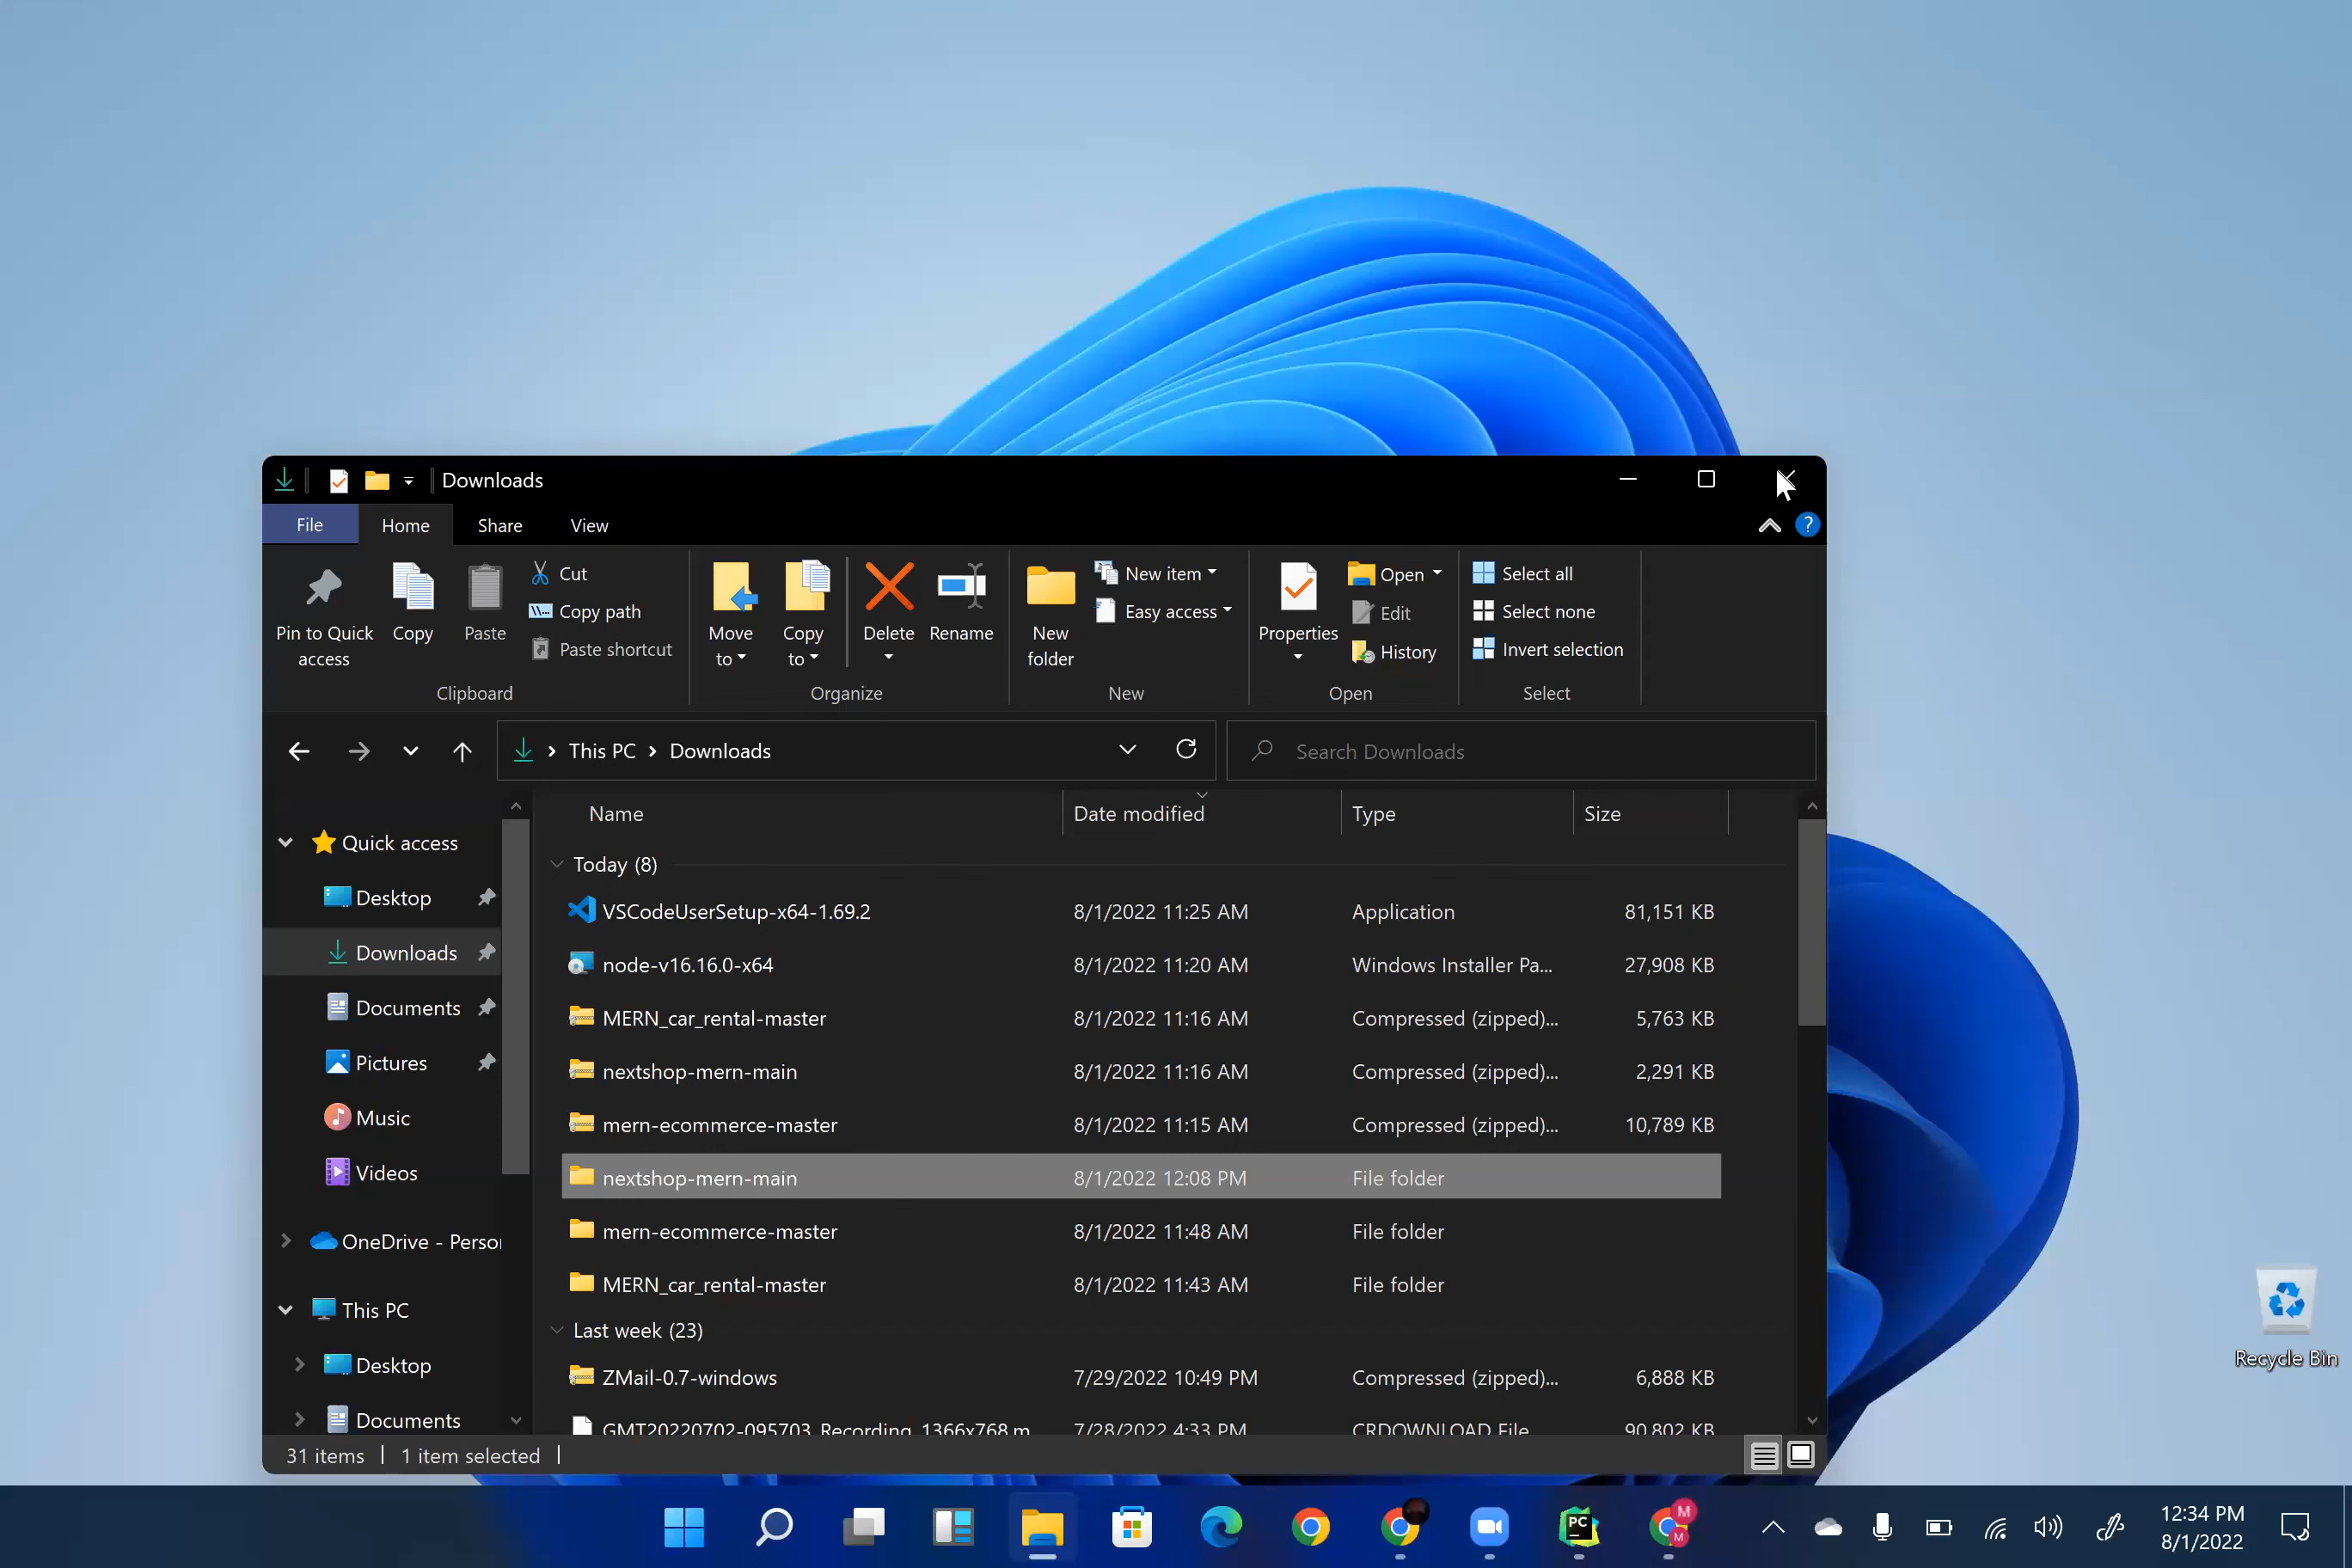 Downloads
File Home Share View
Pin to Quick access
Copy
Paste
Cut
Copy path
Paste shortcut
Clipboard
Move to
Copy to
Delete
Rename
Organize
New folder
New item
Easy access
New
Properties
Open
Edit
History
Open
Select all
Select none
Invert selection
Select
This PC Downloads
Search Downloads
Quick access
Desktop
Downloads
Documents
Pictures
Music
Videos
OneDrive - Perso
This PC
Desktop
Documents
Name Date modified Type Size
Today (8)
VSCodeUserSetup-x64-1.69.2 8/1/2022 11:25 AM Application 81,151 KB
node-v16.16.0-x64 8/1/2022 11:20 AM Windows Installer Pa... 27,908 KB
MERN_car_rental-master 8/1/2022 11:16 AM Compressed (zipped)... 5,763 KB
nextshop-mern-main 8/1/2022 11:16 AM Compressed (zipped)... 2,291 KB
mern-ecommerce-master 8/1/2022 11:15 AM Compressed (zipped)... 10,789 KB
nextshop-mern-main 8/1/2022 12:08 PM File folder
mern-ecommerce-master 8/1/2022 11:48 AM File folder
MERN_car_rental-master 8/1/2022 11:43 AM File folder
Last week (23)
ZMail-0.7-windows 7/29/2022 10:49 PM Compressed (zipped)... 6,888 KB
GMT20220702-095703_Recording_1366x768.m 7/28/2022 4:33 PM CRDOWNLOAD File 90,802 KB
31 items 1 item selected
Recycle Bin
PC
M
M
12:34 PM
8/1/2022